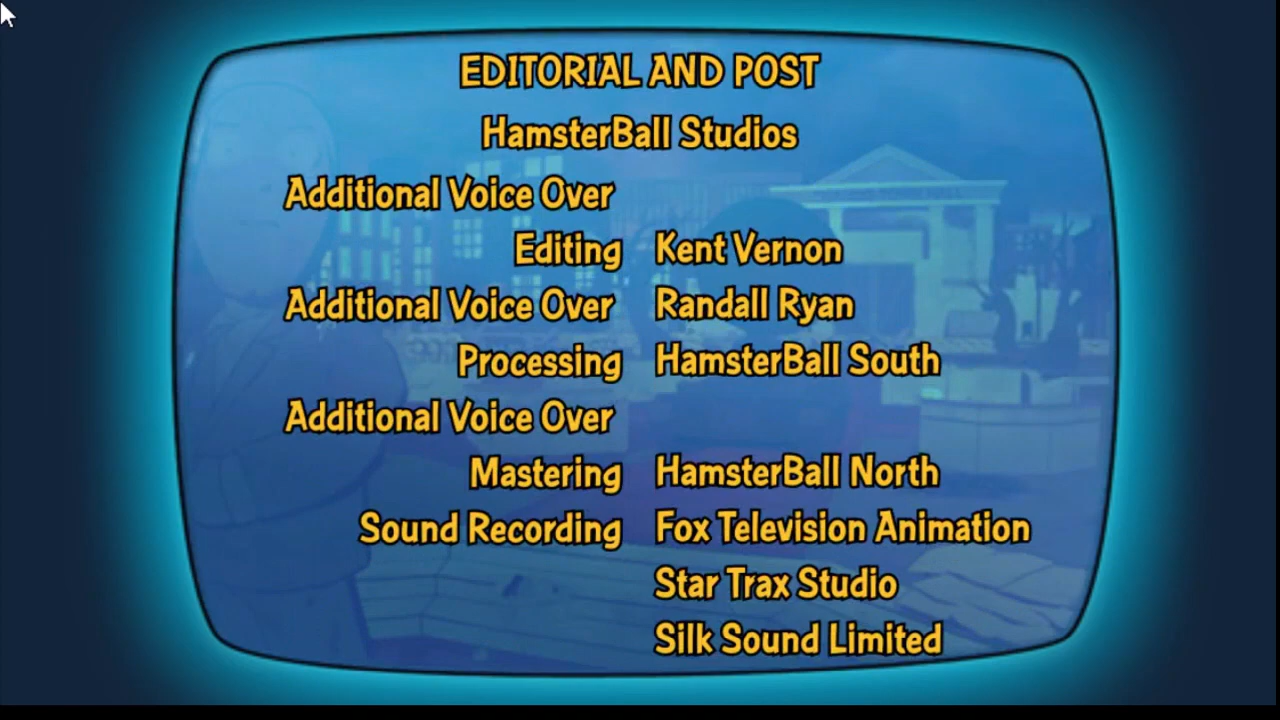 EDITORIAL AND POST
HamsterBall Studios
Additional Voice Over
Editing Kent Vernon
Additional Voice Over Randall Ryan
Processing HamsterBall South
Additional Voice Over
Mastering HamsterBall North
Sound Recording Fox Television Animation
Star Trax Studio
Silk Sound Limited